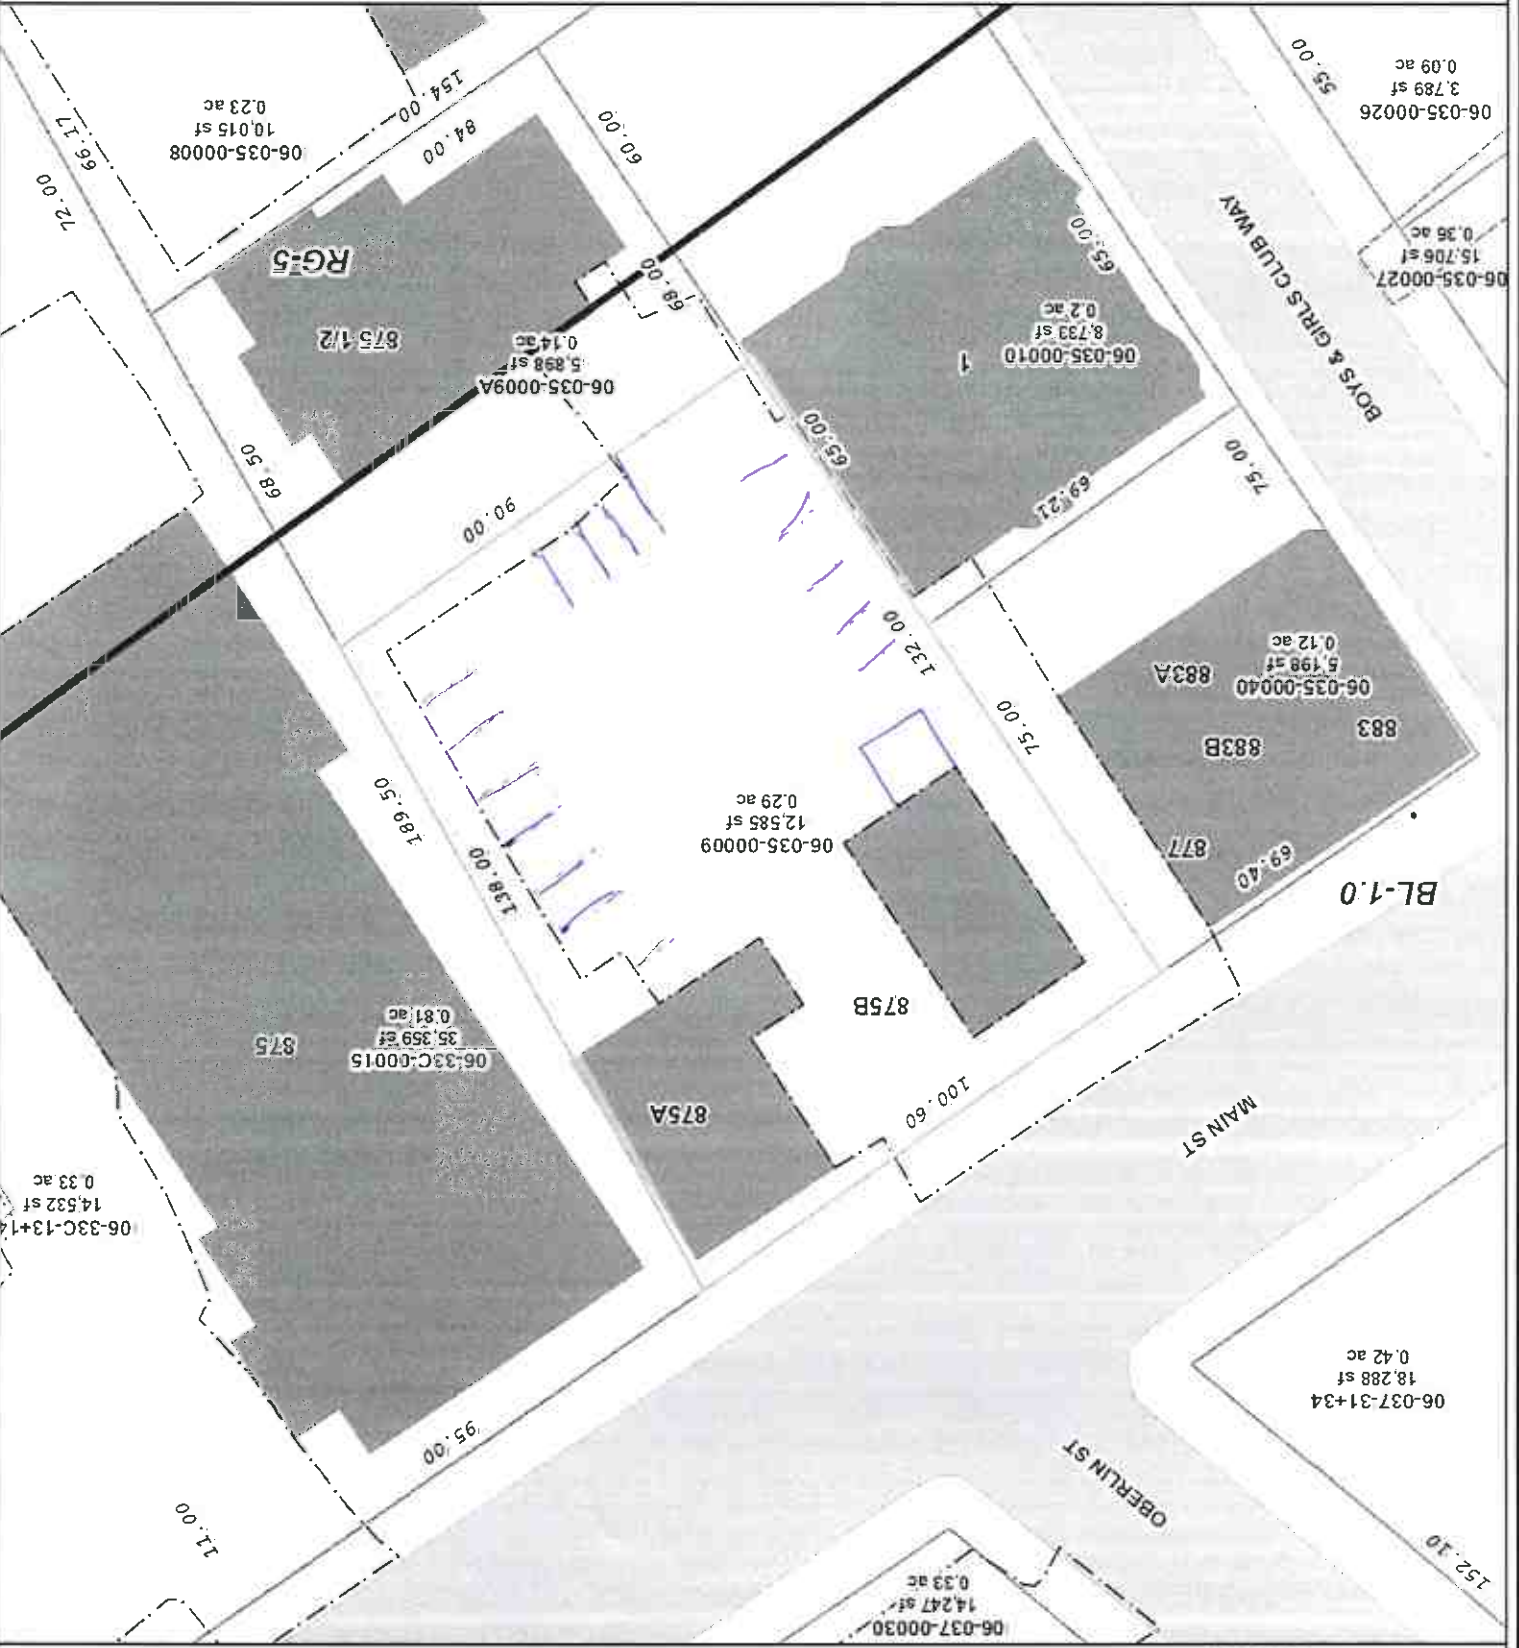 06-037-00030
14,247 sf
0.33 ac
152.10
OBERLIN ST
11.00
95.00
06-037-31+34
18,288 sf
0.42 ac
MAIN ST
06-33C-13+14
14,532 sf
0.33 ac
100.60
875A
875B
06-33C-00015
35,359 sf
0.81 ac
875
BL-1.0
69.40
877
138.00
189.50
06-035-00009
12,585 sf
0.29 ac
883
883B
883A
06-035-00040
5,198 sf
0.12 ac
75.00
132.00
69.21
75.00
90.00
68.50
65.00
06-035-00010
8,733 sf
0.2 ac
1
65.00
BOYS & GIRLS CLUB WAY
06-035-0009A
5,898 sf
0.14 ac
875 1/2
68.00
RG-5
06-035-00027
15,706 sf
0.36 ac
72.00
66.17
60.00
84.00
154.00
06-035-00008
10,015 sf
0.23 ac
06-035-00026
3,789 sf
0.09 ac
55.00